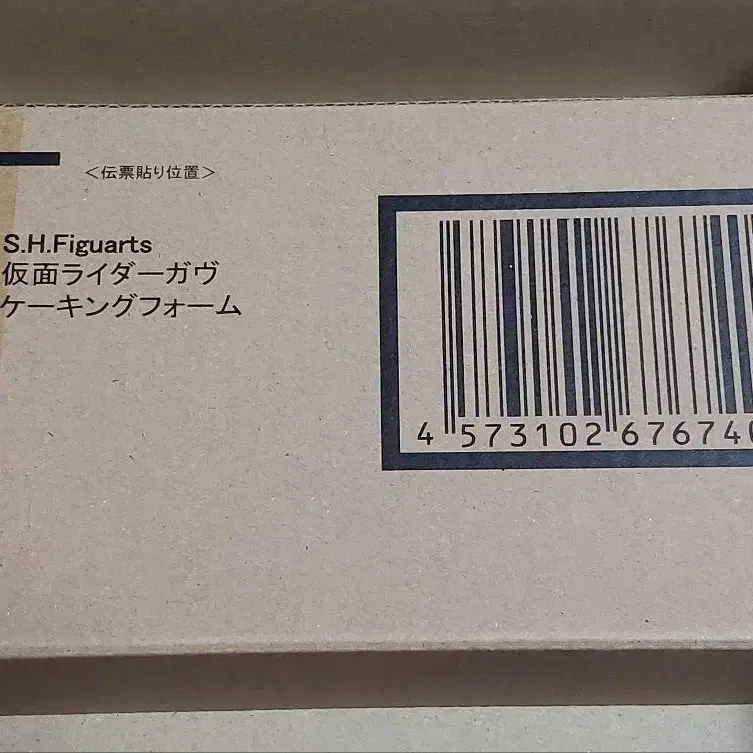 ＜伝票貼り位置＞
S.H.Figuarts
仮面ライダーガヴ
ケーキングフォーム
4 573102 67674